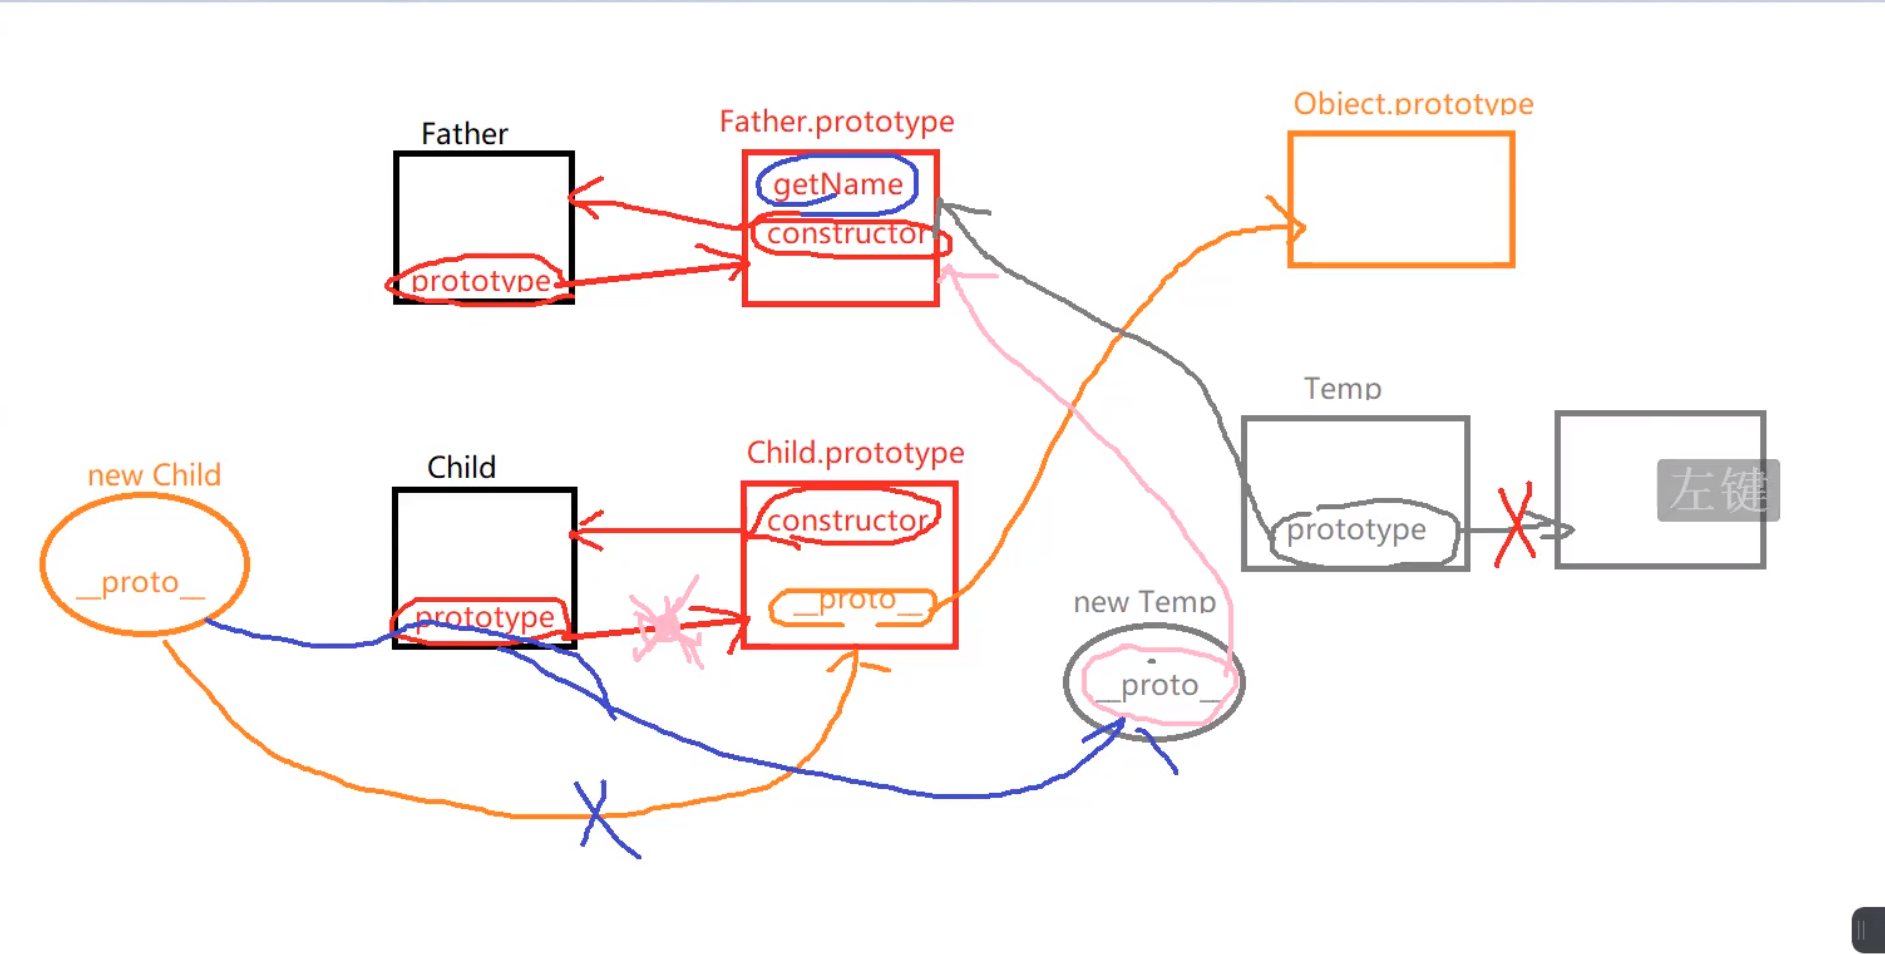 Object.prototype
Father.prototype
Father
getName
constructor
prototype
Temp
Child.prototype
Child
new Child
左键
constructor
prototype
__proto__
__proto__
new Temp
prototype
__proto__